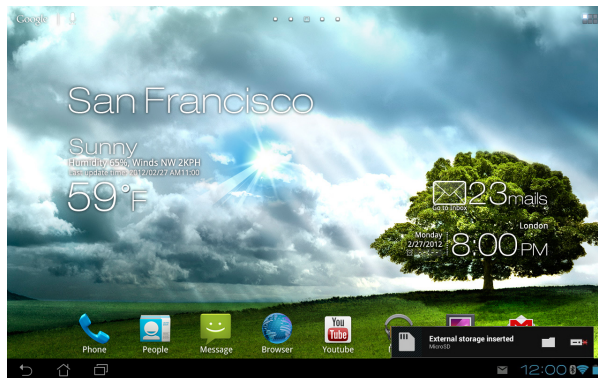 Google
San Francisco
Sunny
Humidity 65%, Winds NW 2KPH
Last update time: 2012/02/27 AM11:00
59°F
23mails
Go to Inbox
London
Monday
2/27/2012
8:00PM
Phone
People
Message
Browser
You
Tube
Youtube
External storage inserted
MicroSD
12:00